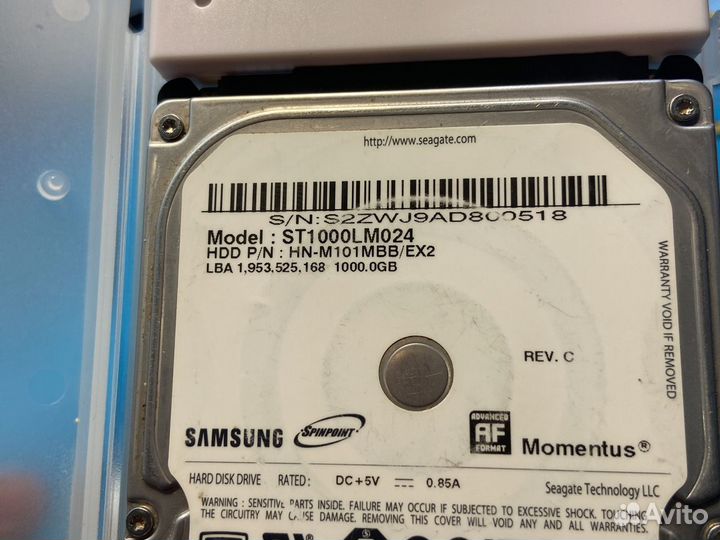 http://www.seagate.com
S/N:S2ZWJ9AD800518
Model : ST1000LM024
HDD P/N : HN-M101MBB/EX2
LBA 1,953,525,168 1000.0GB
WARRANTY VOID IF REMOVED
REV. C
SAMSUNG SPINPOINT
ADVANCED
AF
FORMAT
Momentus®
HARD DISK DRIVE RATED: DC+5V 0.85A
Seagate Technology LLC
WARNING : SENSITIVE PARTS INSIDE. FAILURE MAY OCCUR IF SUBJECTED TO EXCESSIVE SHOCK. TOUCHING
THE CIRCUITRY MAY CAUSE DAMAGE. REMOVING THIS COVER WILL VOID ANY AND ALL WARRANTIES.
Avito